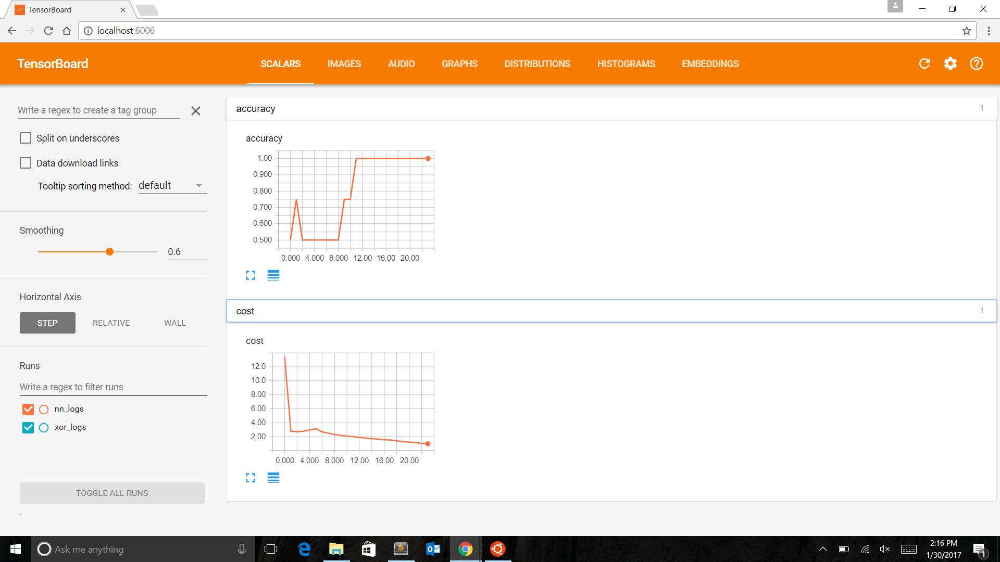 TensorBoard
localhost:6006
TensorBoard
SCALARS IMAGES AUDIO GRAPHS DISTRIBUTIONS HISTOGRAMS EMBEDDINGS
Write a regex to create a tag group
Split on underscores
Data download links
Tooltip sorting method: default
Smoothing
0.6
Horizontal Axis
STEP RELATIVE WALL
Runs
Write a regex to filter runs
nn_logs
xor_logs
TOGGLE ALL RUNS
.
accuracy 1
accuracy
1.00
0.900
0.800
0.700
0.600
0.500
0.000 4.000 8.000 12.00 16.00 20.00
cost 1
cost
12.0
10.0
8.00
6.00
4.00
2.00
0.000 4.000 8.000 12.00 16.00 20.00
Ask me anything
S
2:16 PM
1/30/2017
1